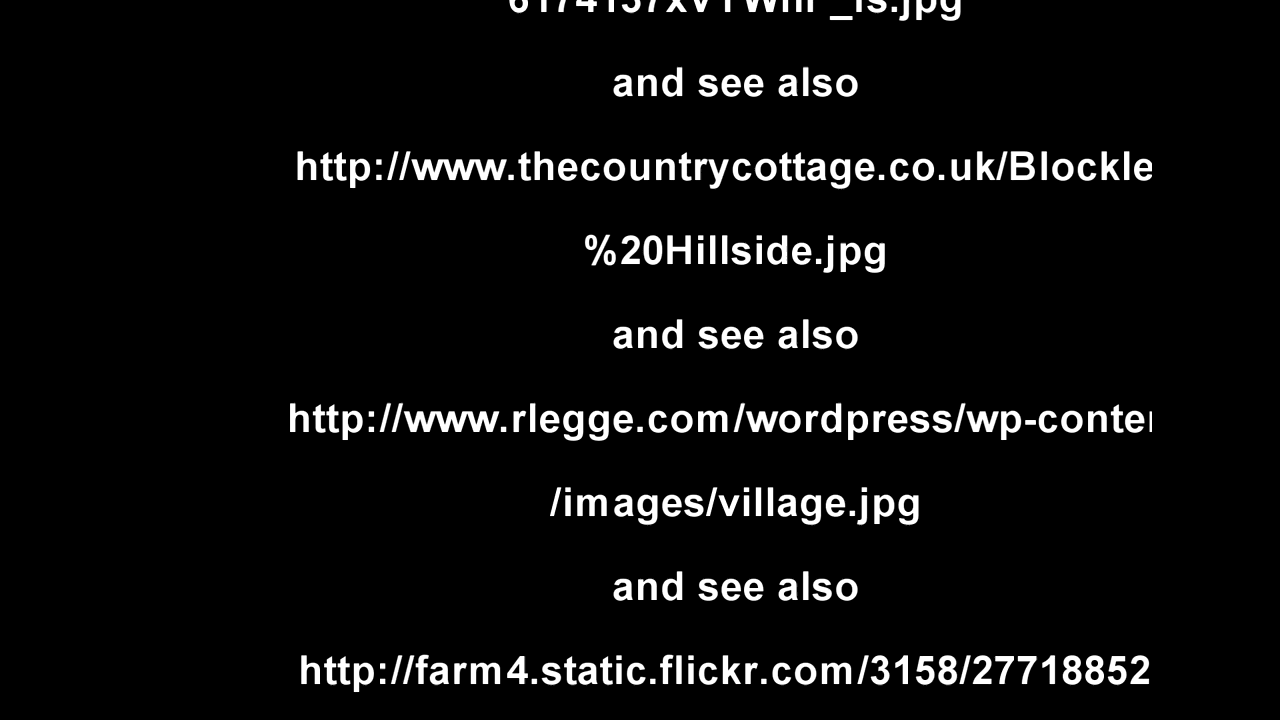 and see also
http://www.thecountrycottage.co.uk/Blockle
%20Hillside.jpg
and see also
http://www.rlegge.com/wordpress/wp-conte
/images/village.jpg
and see also
http://farm4.static.flickr.com/3158/27718852